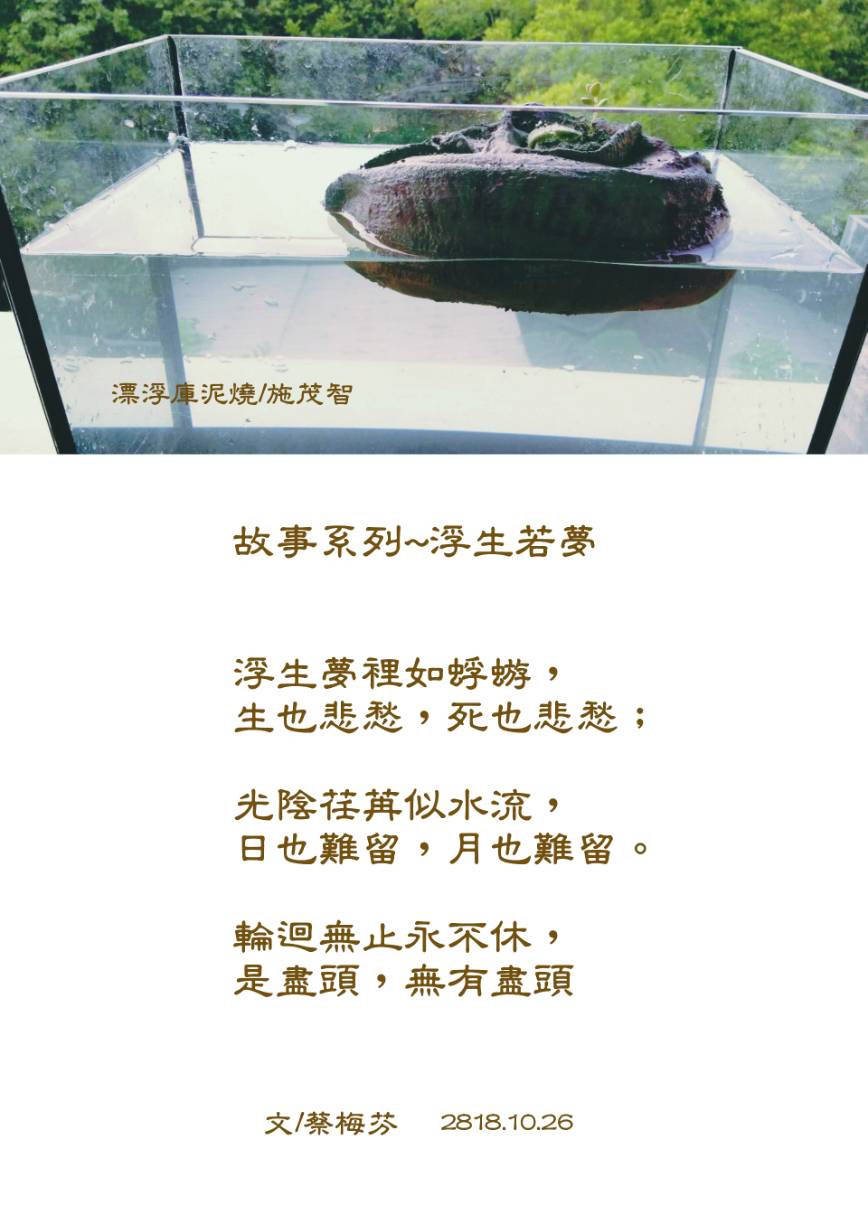 漂浮庫泥燒/施茂智
故事系列~浮生若夢
浮生夢裡如蜉蝣，
生也悲愁，死也悲愁；
光陰荏苒似水流，
日也難留，月也難留。
輪迴無止永不休，
是盡頭，無有盡頭
文/蔡梅芬 2818.10.26